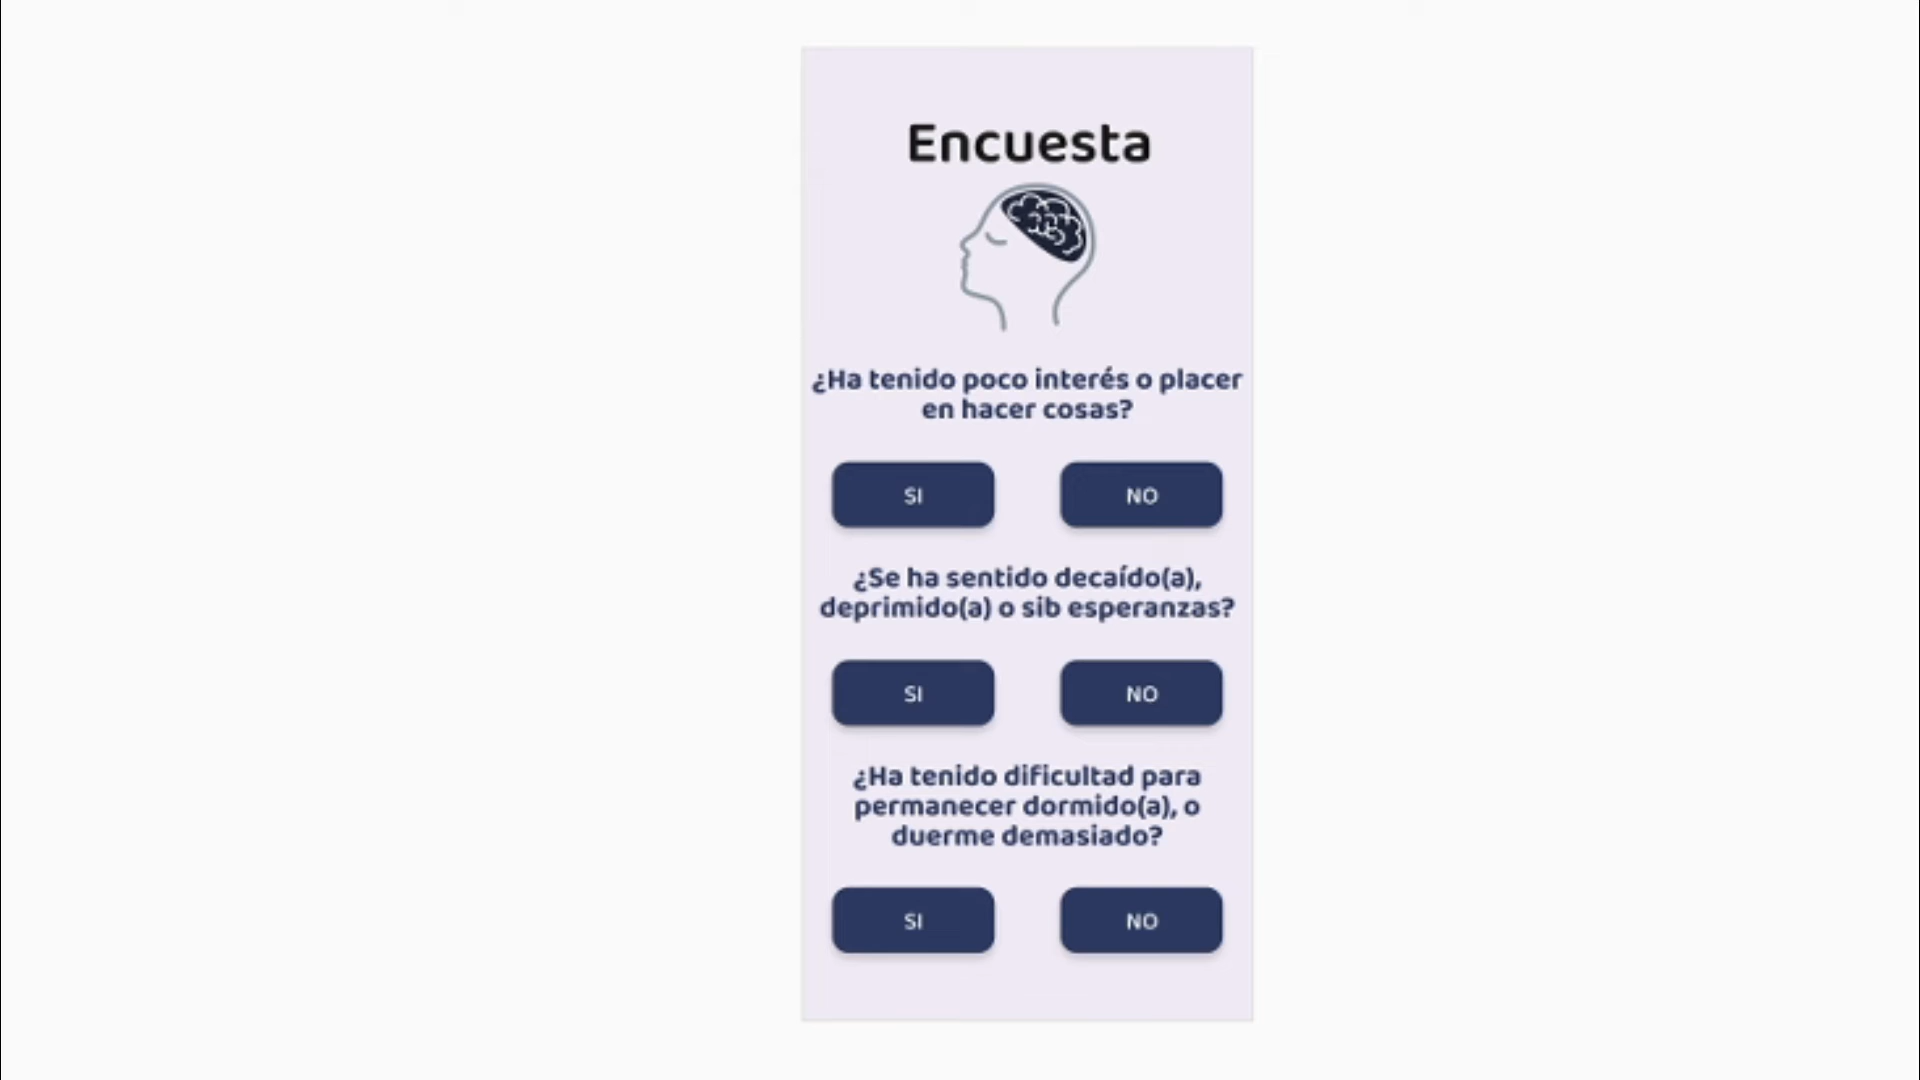 Encuesta
¿Ha tenido poco interés o placer
en hacer cosas?
SI NO
¿Se ha sentido decaído(a),
deprimido(a) o sib esperanzas?
SI NO
¿Ha tenido dificultad para
permanecer dormido(a), o
duerme demasiado?
SI NO